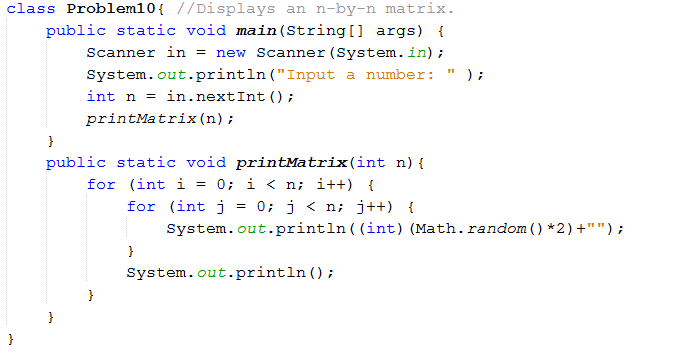 class Problem10{ //Displays an n-by-n matrix.
    public static void main(String[] args) {
        Scanner in = new Scanner(System.in);
        System.out.println("Input a number: " );
        int n = in.nextInt();
        printMatrix(n);
    }
    public static void printMatrix(int n){
        for (int i = 0; i < n; i++) {
            for (int j = 0; j < n; j++) {
                System.out.println((int)(Math.random()*2)+"");
            }
            System.out.println();
        }
    }
}